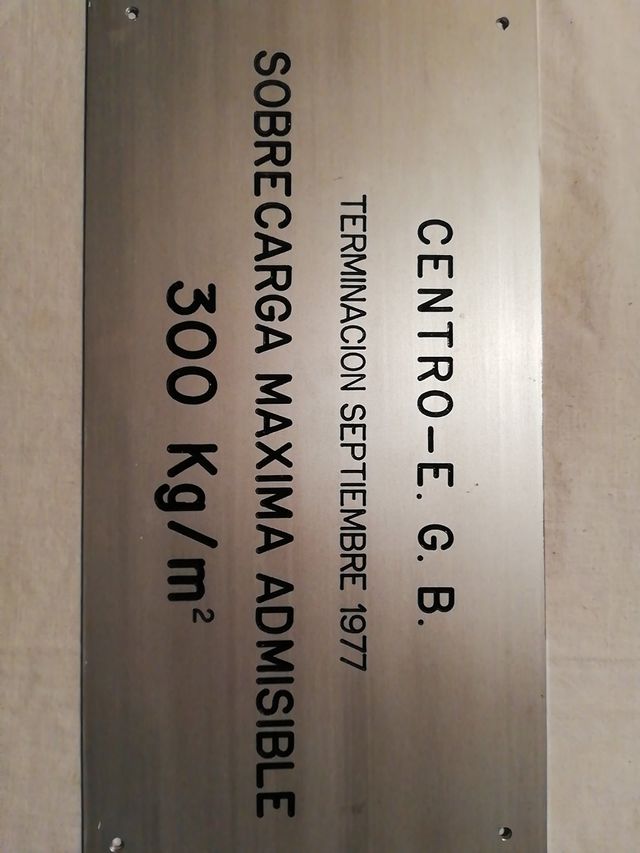 CENTRO-E. G. B.
TERMINACION SEPTIEMBRE 1977
SOBRECARGA MAXIMA ADMISIBLE
300 Kg/m²